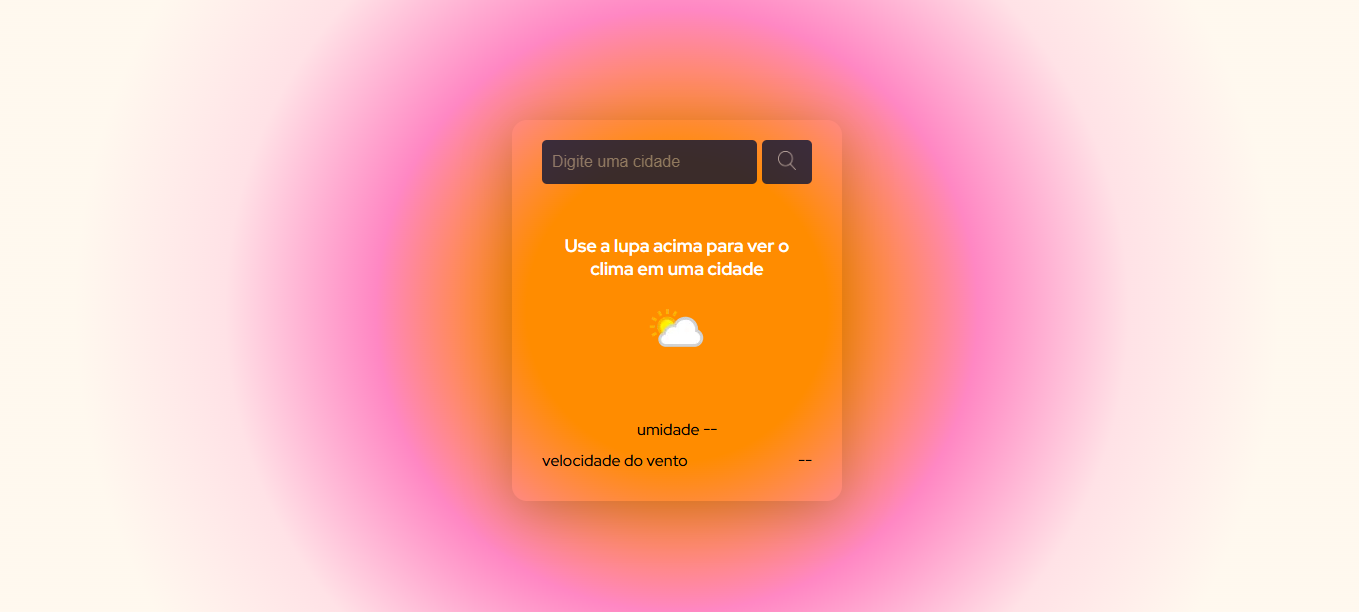 Digite uma cidade
Use a lupa acima para ver o
clima em uma cidade
umidade --
velocidade do vento --